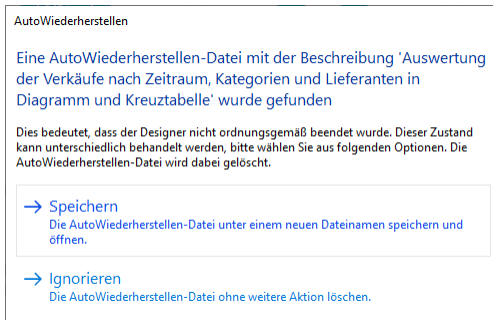 AutoWiederherstellen
Eine AutoWiederherstellen-Datei mit der Beschreibung 'Auswertung
der Verkäufe nach Zeitraum, Kategorien und Lieferanten in
Diagramm und Kreuztabelle' wurde gefunden
Dies bedeutet, dass der Designer nicht ordnungsgemäß beendet wurde. Dieser Zustand
kann unterschiedlich behandelt werden, bitte wählen Sie aus folgenden Optionen. Die
AutoWiederherstellen-Datei wird dabei gelöscht.
Speichern
Die AutoWiederherstellen-Datei unter einem neuen Dateinamen speichern und
öffnen.
Ignorieren
Die AutoWiederherstellen-Datei ohne weitere Aktion löschen.